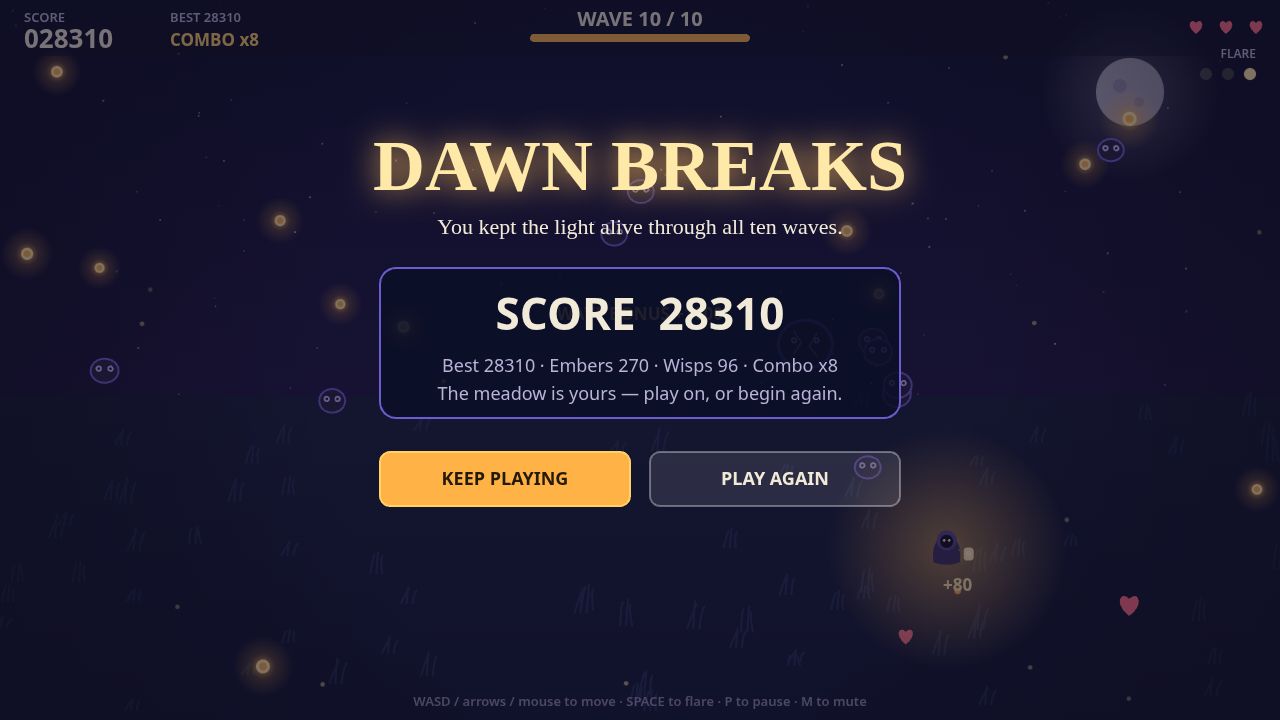 SCORE
028310
BEST 28310
COMBO x8
WAVE 10 / 10
FLARE
DAWN BREAKS
You kept the light alive through all ten waves.
SCORE 28310
Best 28310 · Embers 270 · Wisps 96 · Combo x8
The meadow is yours — play on, or begin again.
KEEP PLAYING
PLAY AGAIN
+80
WASD / arrows / mouse to move · SPACE to flare · P to pause · M to mute